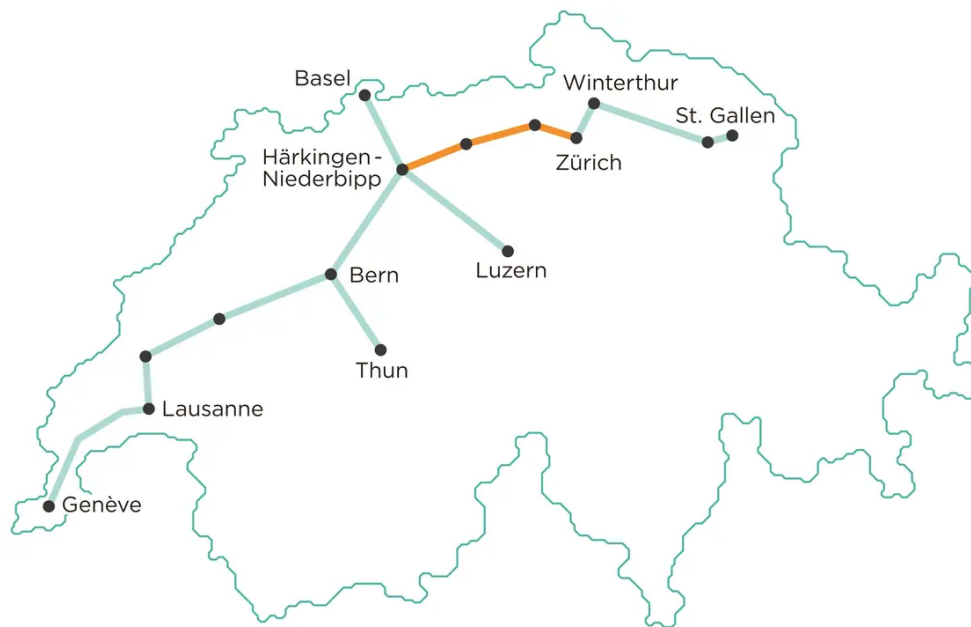 Basel
Winterthur
St. Gallen
Härkingen-
Niederbipp
Zürich
Bern
Luzern
Thun
Lausanne
Genève